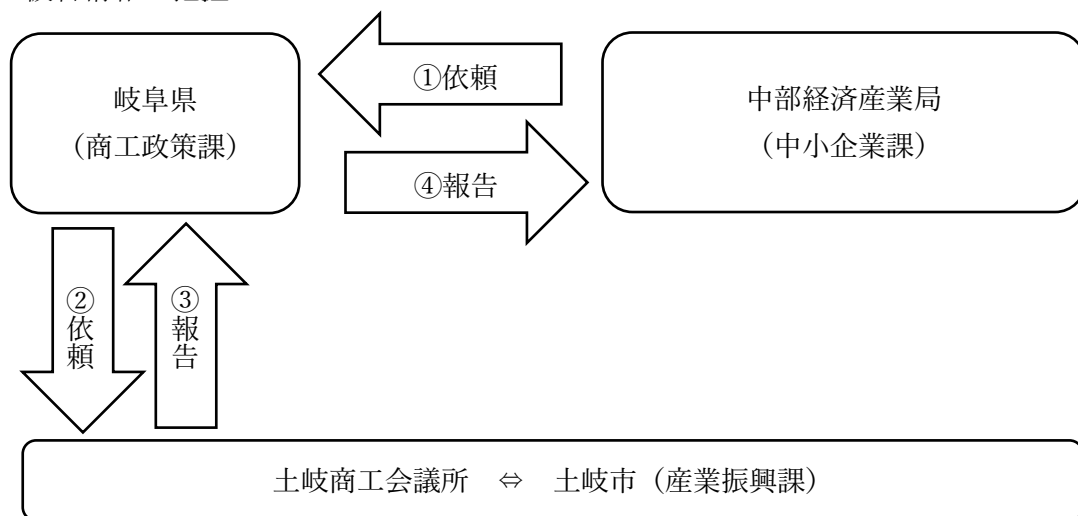 岐阜県
（商工政策課）
①依頼
中部経済産業局
（中小企業課）
④報告
②依頼
③報告
土岐商工会議所　⇔　土岐市（産業振興課）